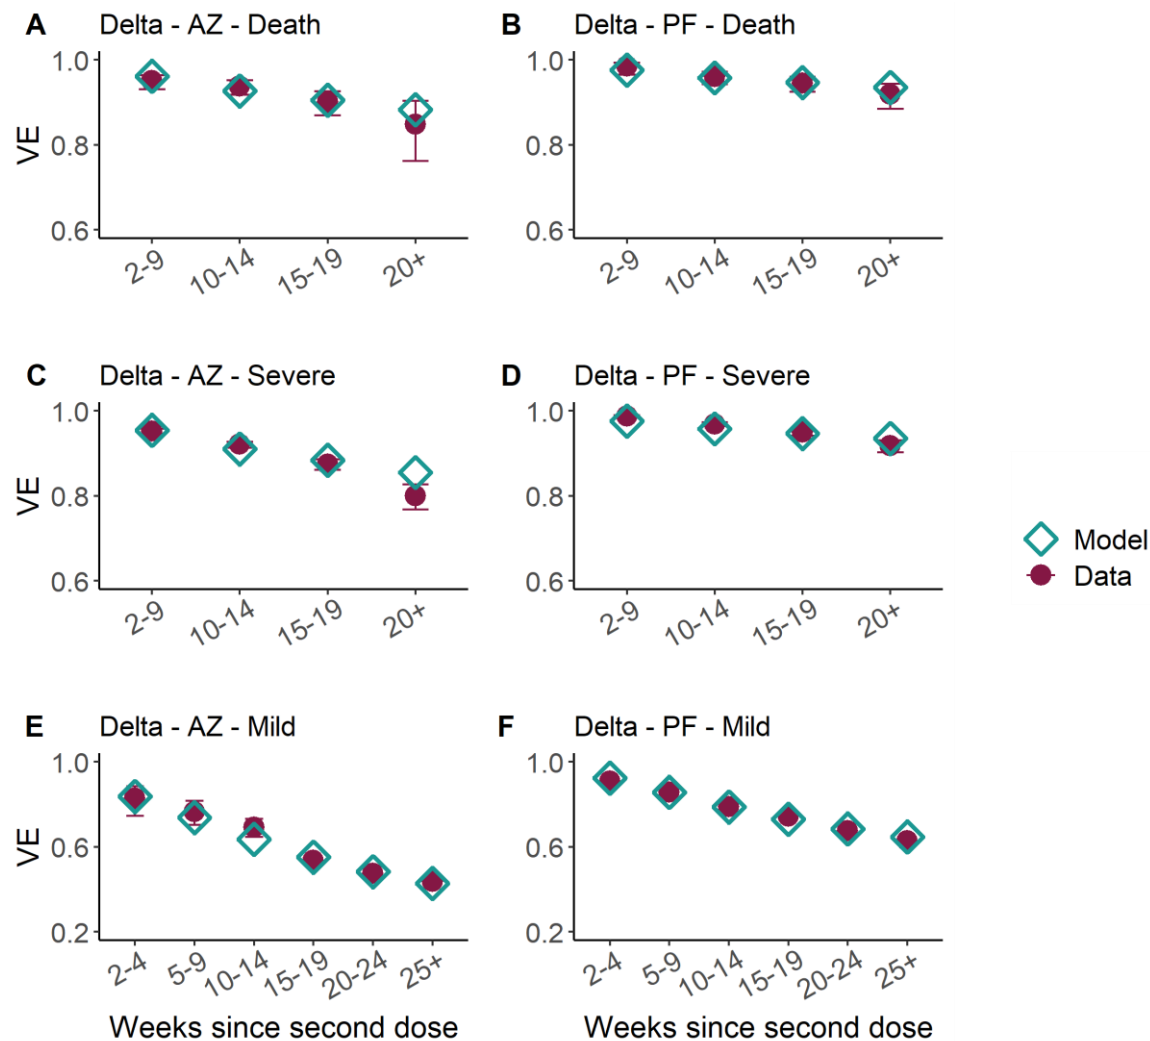 A Delta - AZ - Death
B Delta - PF - Death
VE
1.0
0.8
0.6
2-9 10-14 15-19 20+
1.0
0.8
0.6
2-9 10-14 15-19 20+
C Delta - AZ - Severe
D Delta - PF - Severe
VE
1.0
0.8
0.6
2-9 10-14 15-19 20+
1.0
0.8
0.6
2-9 10-14 15-19 20+
Model
Data
E Delta - AZ - Mild
F Delta - PF - Mild
VE
1.0
0.6
0.2
2-4 5-9 10-14 15-19 20-24 25+
Weeks since second dose
1.0
0.6
0.2
2-4 5-9 10-14 15-19 20-24 25+
Weeks since second dose